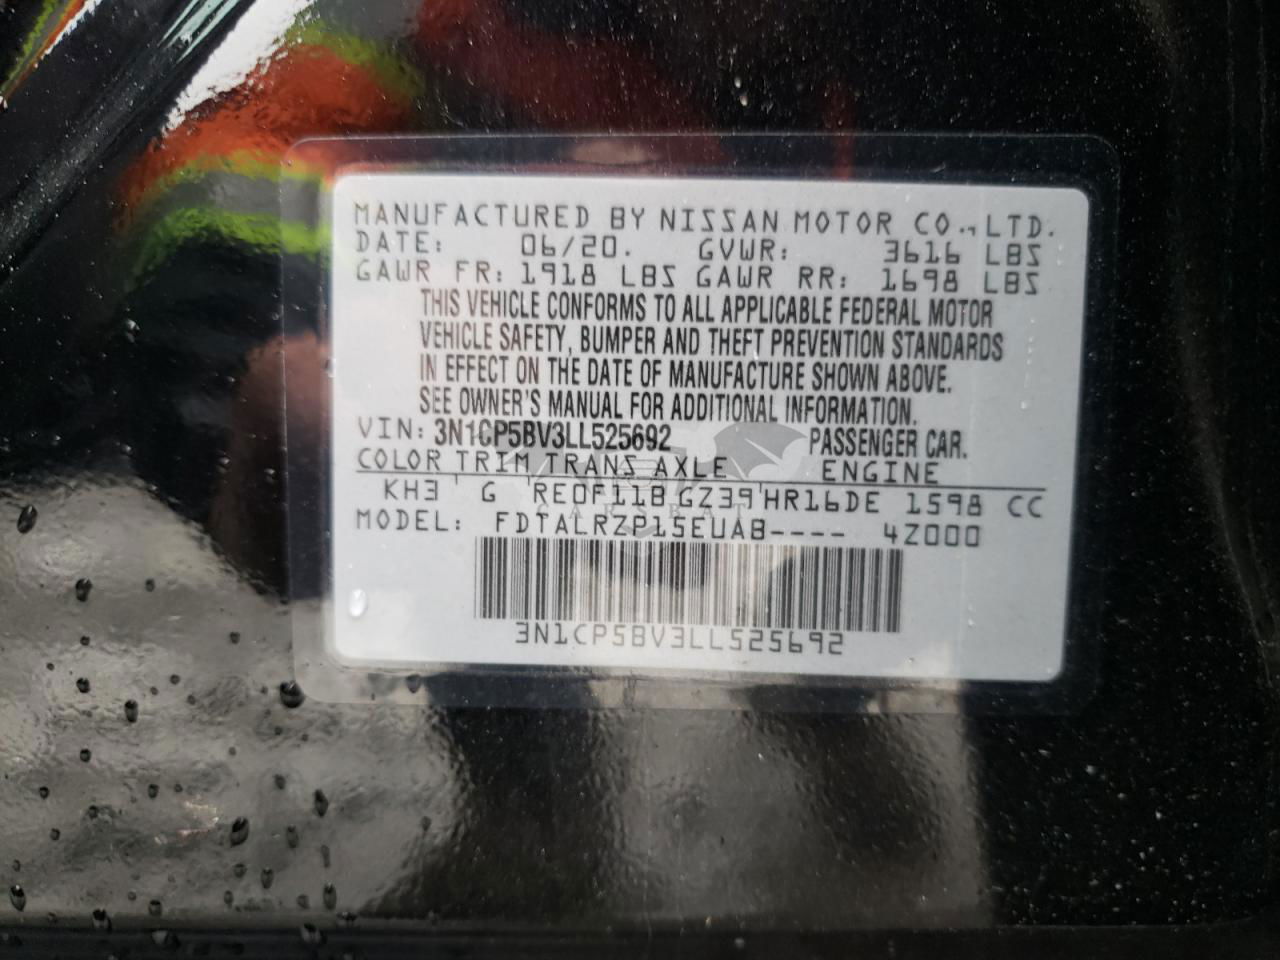 MANUFACTURED BY NISSAN MOTOR CO.,LTD.
DATE: 06/20. GVWR: 3616 LBS
GAWR FR: 1918 LBS GAWR RR: 1698 LBS
THIS VEHICLE CONFORMS TO ALL APPLICABLE FEDERAL MOTOR
VEHICLE SAFETY, BUMPER AND THEFT PREVENTION STANDARDS
IN EFFECT ON THE DATE OF MANUFACTURE SHOWN ABOVE.
SEE OWNER'S MANUAL FOR ADDITIONAL INFORMATION.
VIN: 3N1CP5BV3LL525692 PASSENGER CAR.
COLOR TRIM TRANS AXLE ENGINE
KH3 G RE0F11B GZ39 HR16DE 1598 CC
CARSBAT
MODEL: FDTALRZP15EUAB---- 4Z000
3N1CP5BV3LL525692